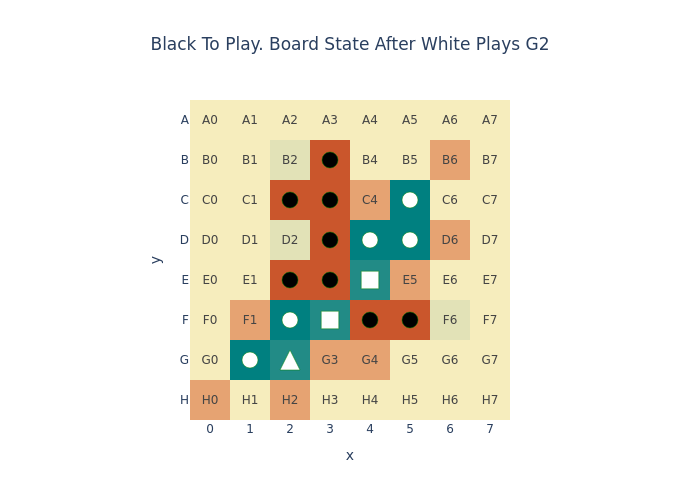 Black To Play. Board State After White Plays G2
A A0 A1 A2 A3 A4 A5 A6 A7
B B0 B1 B2 B4 B5 B6 B7
C C0 C1 C4 C6 C7
D D0 D1 D2 D6 D7
E E0 E1 E5 E6 E7
F F0 F1 F6 F7
G G0 G3 G4 G5 G6 G7
H H0 H1 H2 H3 H4 H5 H6 H7
0 1 2 3 4 5 6 7
x
y